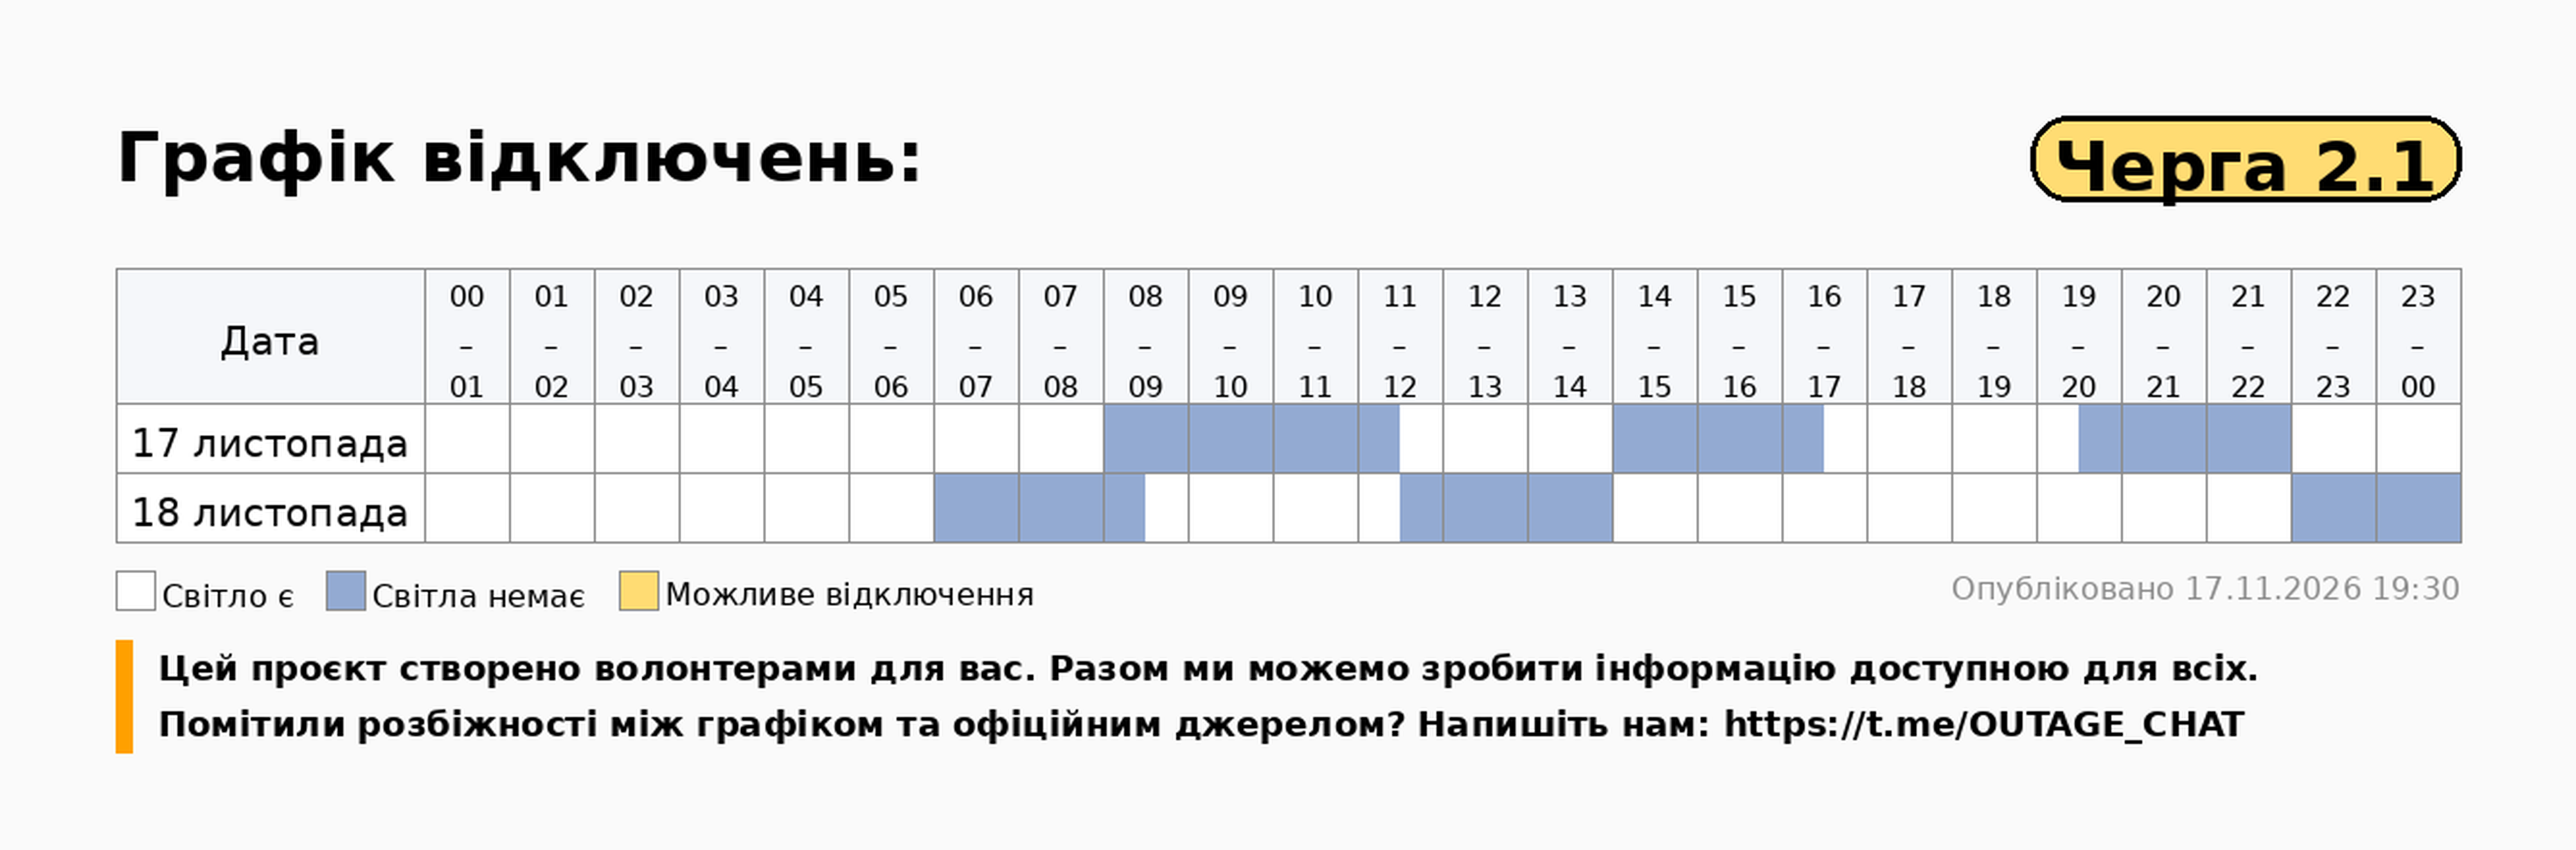 Графік відключень:
Черга 2.1
Дата
00 – 01
01 – 02
02 – 03
03 – 04
04 – 05
05 – 06
06 – 07
07 – 08
08 – 09
09 – 10
10 – 11
11 – 12
12 – 13
13 – 14
14 – 15
15 – 16
16 – 17
17 – 18
18 – 19
19 – 20
20 – 21
21 – 22
22 – 23
23 – 00
17 листопада
18 листопада
Світло є
Світла немає
Можливе відключення
Опубліковано 17.11.2026 19:30
Цей проєкт створено волонтерами для вас. Разом ми можемо зробити інформацію доступною для всіх.
Помітили розбіжності між графіком та офіційним джерелом? Напишіть нам: https://t.me/OUTAGE_CHAT